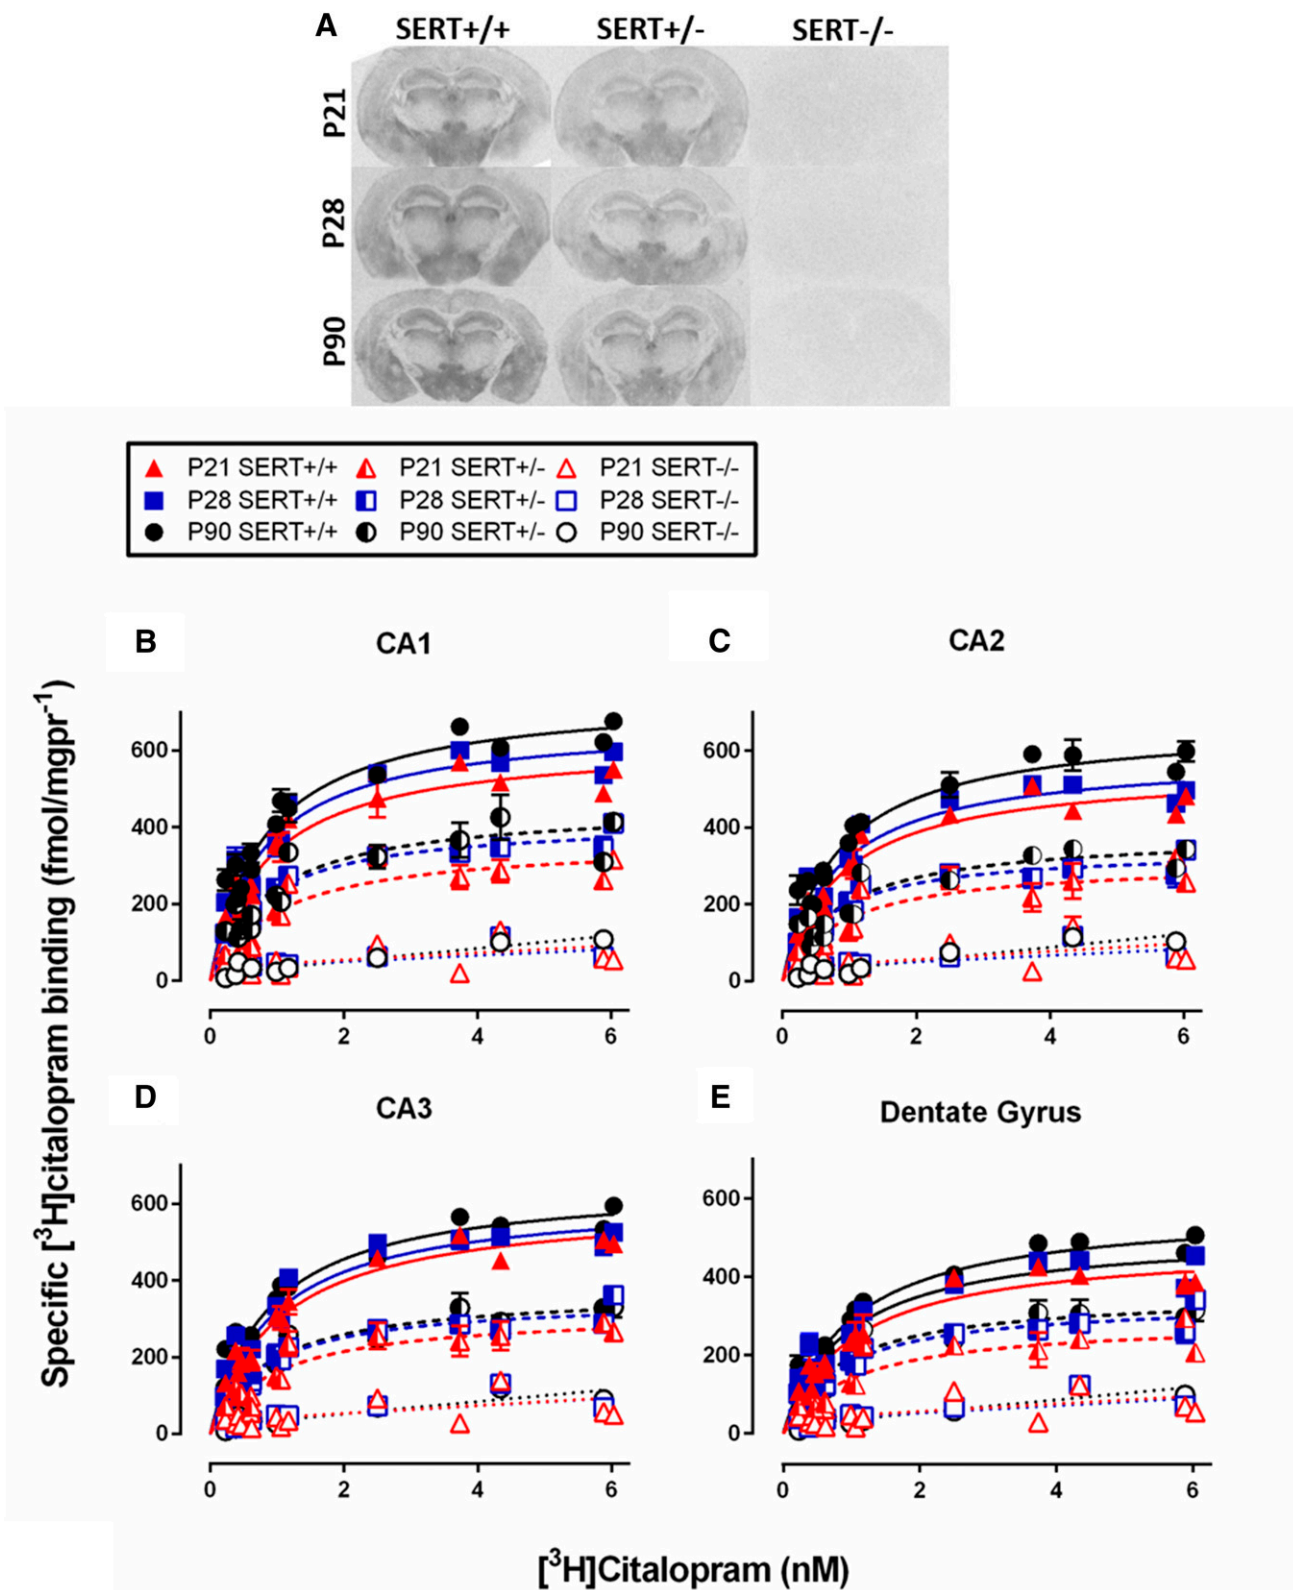 A
SERT+/+ SERT+/- SERT-/-
P21
P28
P90
P21 SERT+/+ P21 SERT+/- P21 SERT-/-
P28 SERT+/+ P28 SERT+/- P28 SERT-/-
P90 SERT+/+ P90 SERT+/- P90 SERT-/-
Specific [³H]citalopram binding (fmol/mgpr⁻¹)
B
CA1
600
400
200
0
0 2 4 6
C
CA2
600
400
200
0
0 2 4 6
D
CA3
600
400
200
0
0 2 4 6
E
Dentate Gyrus
600
400
200
0
0 2 4 6
[³H]Citalopram (nM)